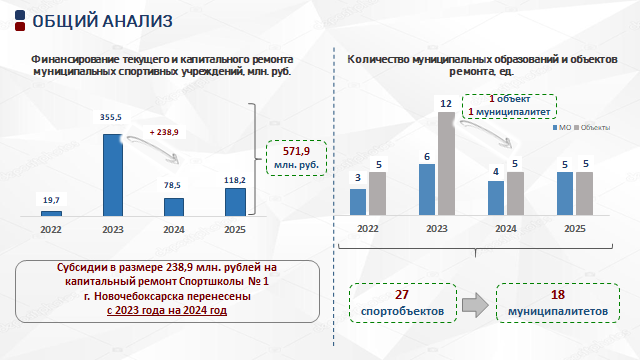 ОБЩИЙ АНАЛИЗ
Финансирование текущего и капитального ремонта
муниципальных спортивных учреждений, млн. руб.
355,5
+ 238,9
571,9
млн. руб.
19,7
78,5
118,2
2022 2023 2024 2025
Субсидии в размере 238,9 млн. рублей на
капитальный ремонт Спортшколы № 1
г. Новочебоксарска перенесены
с 2023 года на 2024 год
Количество муниципальных образований и объектов
ремонта, ед.
1 объект
1 муниципалитет
МО Объекты
12
3 5 6 4 5 5 5
2022 2023 2024 2025
27
спортобъектов
18
муниципалитетов